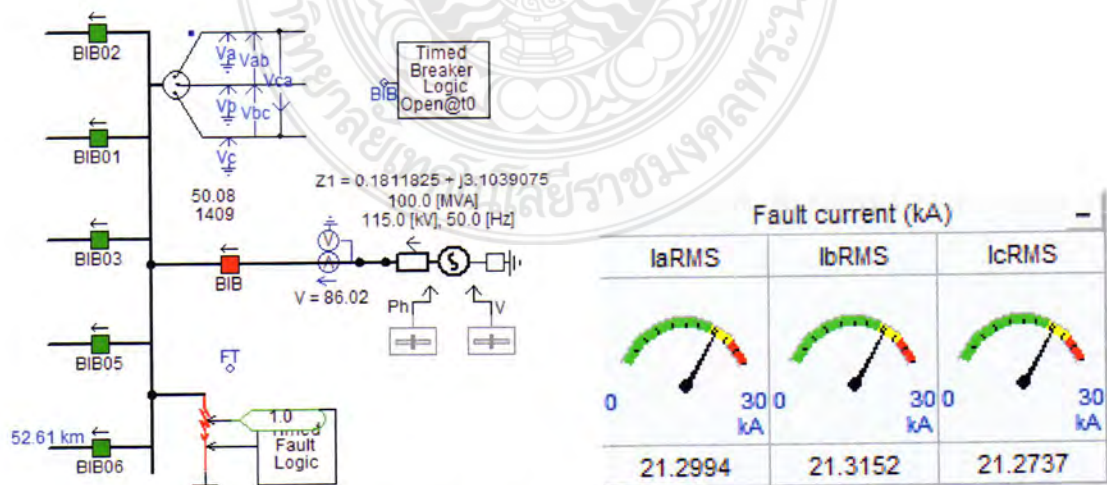 BIB02
BIB01
BIB03
BIB05
52.61 km
BIB06
Va
Vab
Vca
Vb
Vbc
Vc
50.08
1409
Timed
Breaker
Logic
Open@t0
BIB
Z1 = 0.1811825 + j3.1039075
100.0 [MVA]
115.0 [kV], 50.0 [Hz]
BIB
V
A
V = 86.02
S
Ph
V
FT
1.0
Timed
Fault
Logic
Fault current (kA)
IaRMS
IbRMS
IcRMS
0
30
kA
0
30
kA
0
30
kA
21.2994
21.3152
21.2737